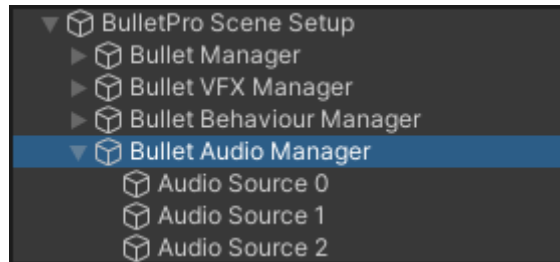 BulletPro Scene Setup
Bullet Manager
Bullet VFX Manager
Bullet Behaviour Manager
Bullet Audio Manager
Audio Source 0
Audio Source 1
Audio Source 2